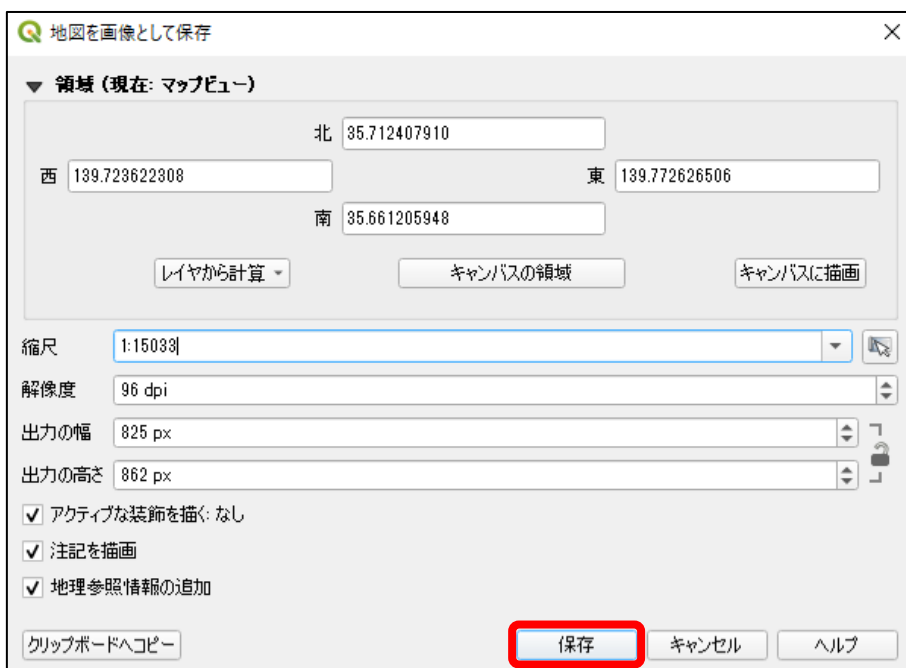 地図を画像として保存
領域 (現在: マップビュー)
北 35.712407910
西 139.723622308 東 139.772626506
南 35.661205948
レイヤから計算 キャンバスの領域 キャンバスに描画
縮尺 1:15033
解像度 96 dpi
出力の幅 825 px
出力の高さ 862 px
アクティブな装飾を描く: なし
注記を描画
地理参照情報の追加
クリップボードへコピー 保存 キャンセル ヘルプ